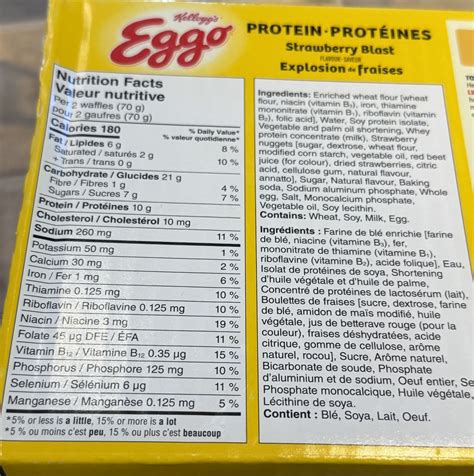 Kellogg's
Eggo
PROTEIN • PROTÉINES
Strawberry Blast
FLAVOUR • SAVEUR
Explosion de fraises
Nutrition Facts
Valeur nutritive
Per 2 waffles (70 g)
pour 2 gaufres (70 g)
Calories 180
% Daily Value*
% valeur quotidienne*
Fat / Lipides 6 g 8 %
Saturated / saturés 2 g
+ Trans / trans 0 g 10 %
Carbohydrate / Glucides 21 g
Fibre / Fibres 1 g 4 %
Sugars / Sucres 7 g 7 %
Protein / Protéines 10 g
Cholesterol / Cholestérol 10 mg
Sodium 260 mg 11 %
Potassium 50 mg 1 %
Calcium 30 mg 2 %
Iron / Fer 1 mg 6 %
Thiamine 0.125 mg 10 %
Riboflavin / Riboflavine 0.125 mg 10 %
Niacin / Niacine 3 mg 19 %
Folate 45 µg DFE / ÉFA 11 %
Vitamin B₁₂ / Vitamine B₁₂ 0.35 µg 15 %
Phosphorus / Phosphore 125 mg 10 %
Selenium / Sélénium 6 µg 11 %
Manganese / Manganèse 0.125 mg 5 %
*5% or less is a little, 15% or more is a lot
*5 % ou moins c'est peu, 15 % ou plus c'est beaucoup
Ingredients: Enriched wheat flour [wheat
flour, niacin (vitamin B₃), iron, thiamine
mononitrate (vitamin B₁), riboflavin (vitamin
B₂), folic acid], Water, Soy protein isolate,
Vegetable and palm oil shortening, Whey
protein concentrate (milk), Strawberry
nuggets [sugar, dextrose, wheat flour,
modified corn starch, vegetable oil, red beet
juice (for colour), dried strawberries, citric
acid, cellulose gum, natural flavour,
annatto], Sugar, Natural flavour, Baking
soda, Sodium aluminum phosphate, Whole
egg, Salt, Monocalcium phosphate,
Vegetable oil, Soy lecithin.
Contains: Wheat, Soy, Milk, Egg.
Ingrédients : Farine de blé enrichie [farine
de blé, niacine (vitamine B₃), fer,
mononitrate de thiamine (vitamine B₁),
riboflavine (vitamine B₂), acide folique], Eau,
Isolat de protéines de soya, Shortening
d'huile végétale et d'huile de palme,
Concentré de protéines de lactosérum (lait),
Boulettes de fraises [sucre, dextrose, farine
de blé, amidon de maïs modifié, huile
végétale, jus de betterave rouge (pour la
couleur), fraises déshydratées, acide
citrique, gomme de cellulose, arôme
naturel, rocou], Sucre, Arôme naturel,
Bicarbonate de soude, Phosphate
d'aluminium et de sodium, Oeuf entier, Se
Phosphate monocalcique, Huile végétale,
Lécithine de soya.
Contient : Blé, Soya, Lait, Oeuf.